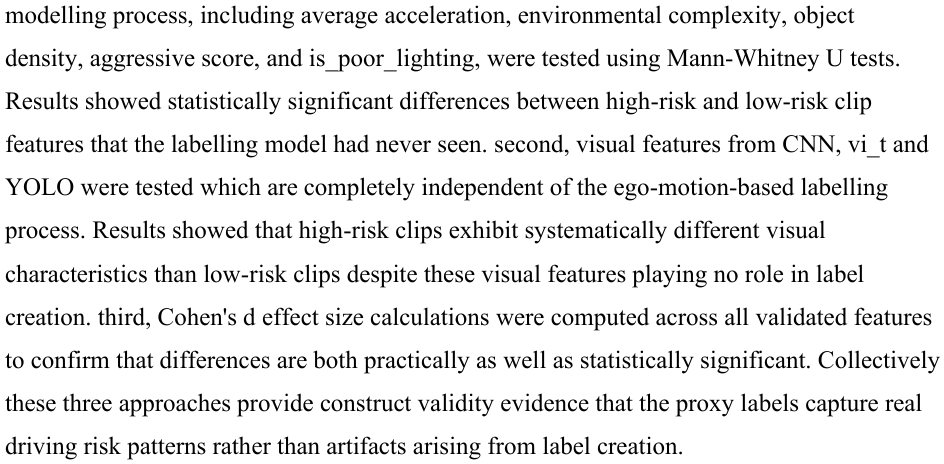 modelling process, including average acceleration, environmental complexity, object
density, aggressive score, and is_poor_lighting, were tested using Mann-Whitney U tests.
Results showed statistically significant differences between high-risk and low-risk clip
features that the labelling model had never seen. second, visual features from CNN, vi_t and
YOLO were tested which are completely independent of the ego-motion-based labelling
process. Results showed that high-risk clips exhibit systematically different visual
characteristics than low-risk clips despite these visual features playing no role in label
creation. third, Cohen's d effect size calculations were computed across all validated features
to confirm that differences are both practically as well as statistically significant. Collectively
these three approaches provide construct validity evidence that the proxy labels capture real
driving risk patterns rather than artifacts arising from label creation.